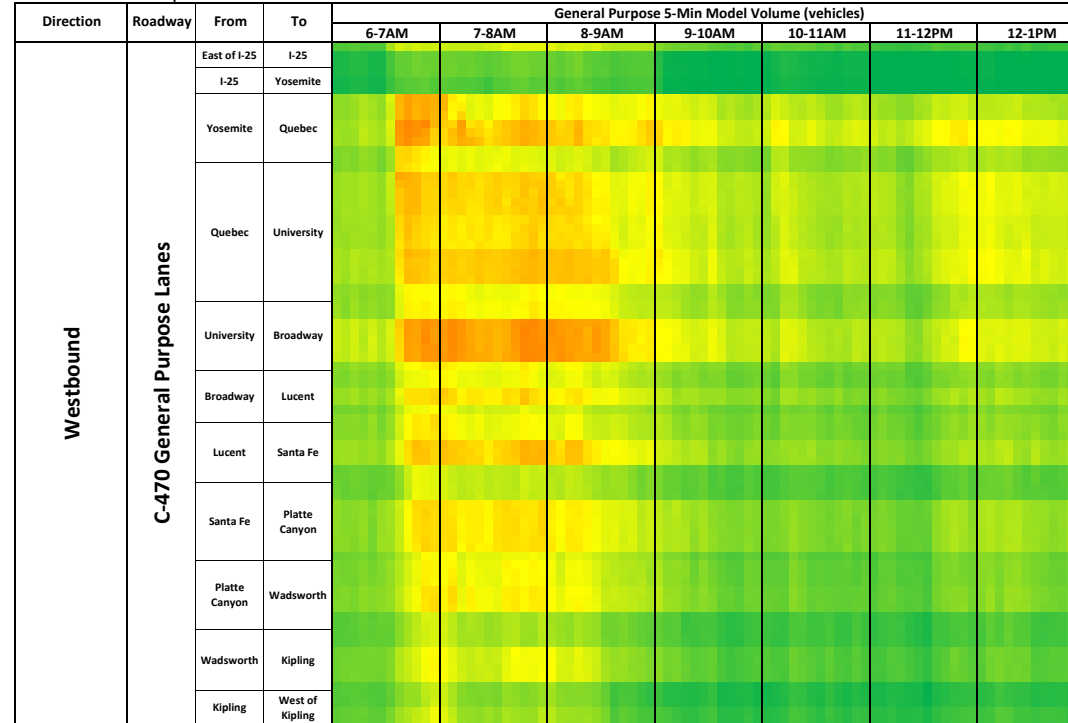 General Purpose 5-Min Model Volume (vehicles)
Direction Roadway From To
6-7AM 7-8AM 8-9AM 9-10AM 10-11AM 11-12PM 12-1PM
Westbound
C-470 General Purpose Lanes
East of I-25 I-25
I-25 Yosemite
Yosemite Quebec
Quebec University
University Broadway
Broadway Lucent
Lucent Santa Fe
Santa Fe Platte
Canyon
Platte
Canyon Wadsworth
Wadsworth Kipling
Kipling West of
Kipling